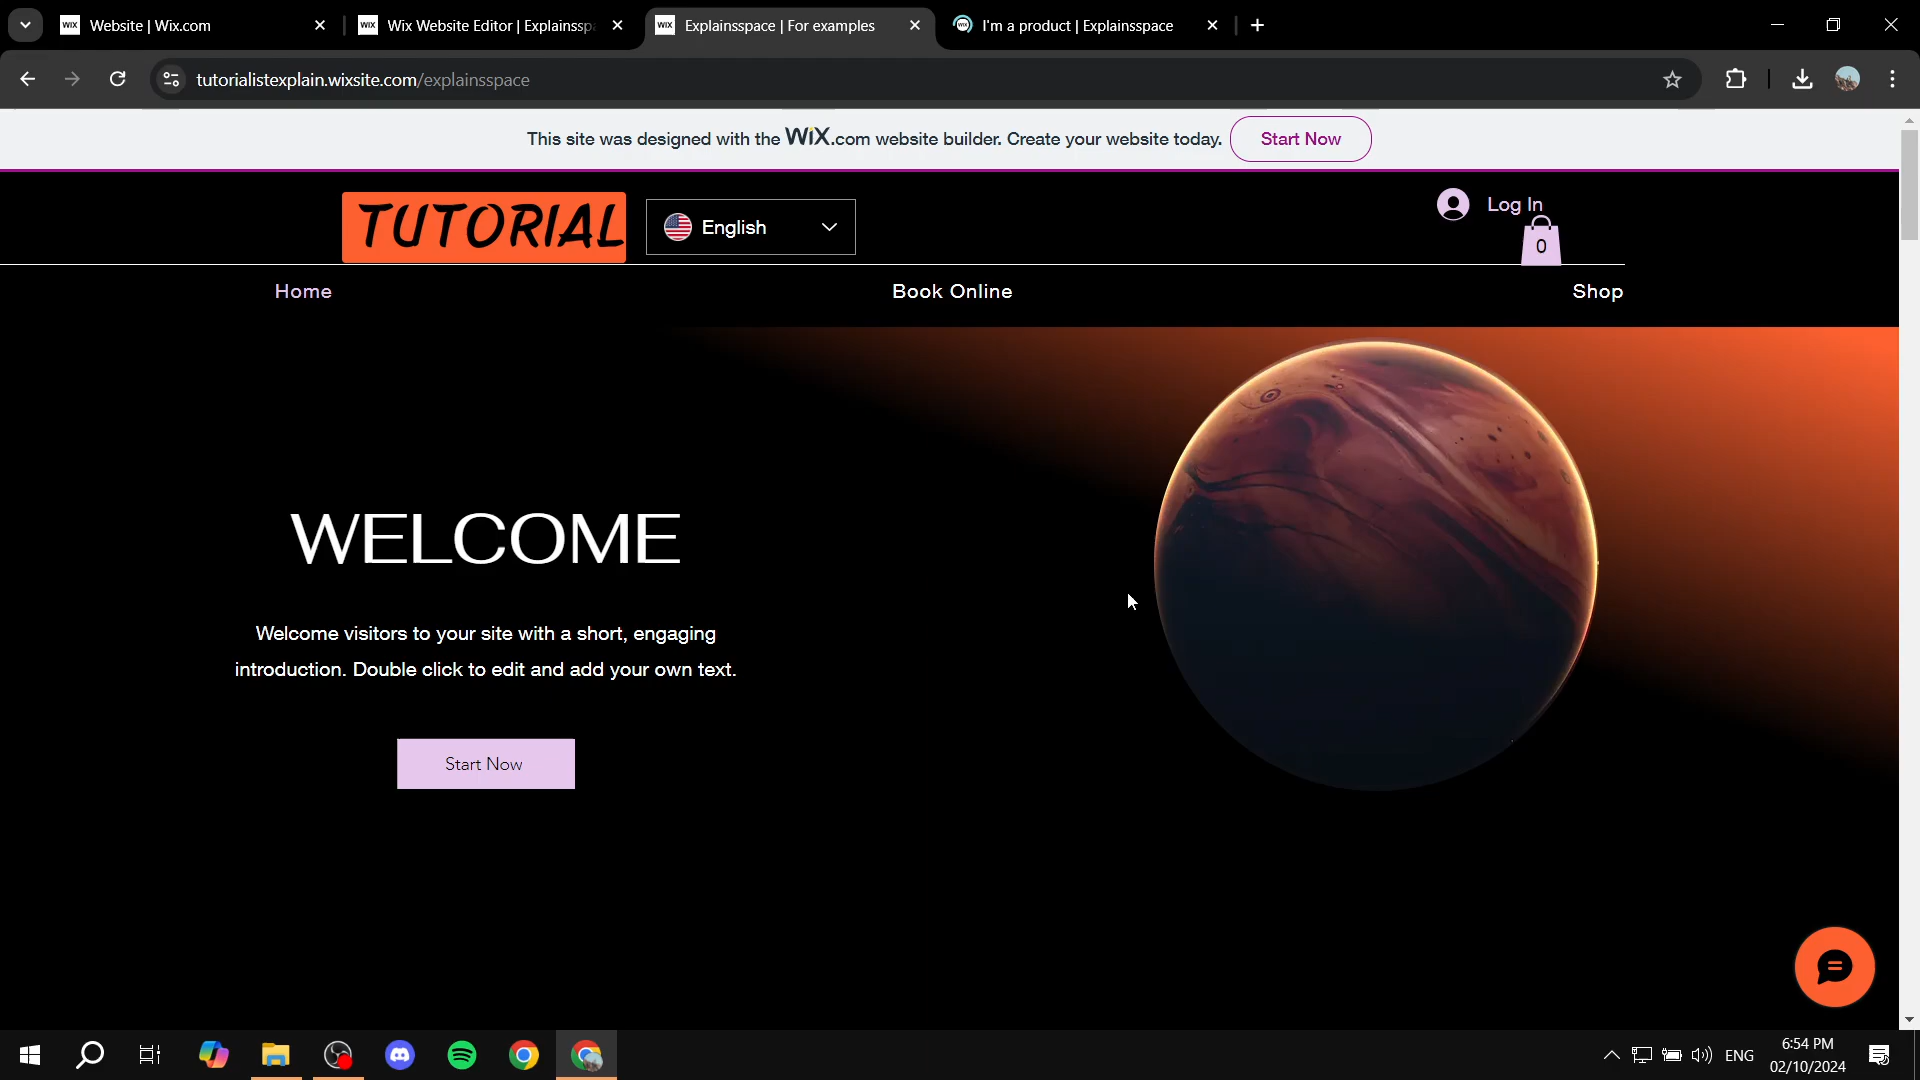 Website | Wix.com
Wix Website Editor | Explainssp
Explainsspace | For examples
I'm a product | Explainsspace
tutorialistexplain.wixsite.com/explainsspace
This site was designed with the WiX.com website builder. Create your website today.
Start Now
TUTORIAL
English
Log In
0
Home
Book Online
Shop
WELCOME
Welcome visitors to your site with a short, engaging
introduction. Double click to edit and add your own text.
Start Now
ENG
6:54 PM
02/10/2024